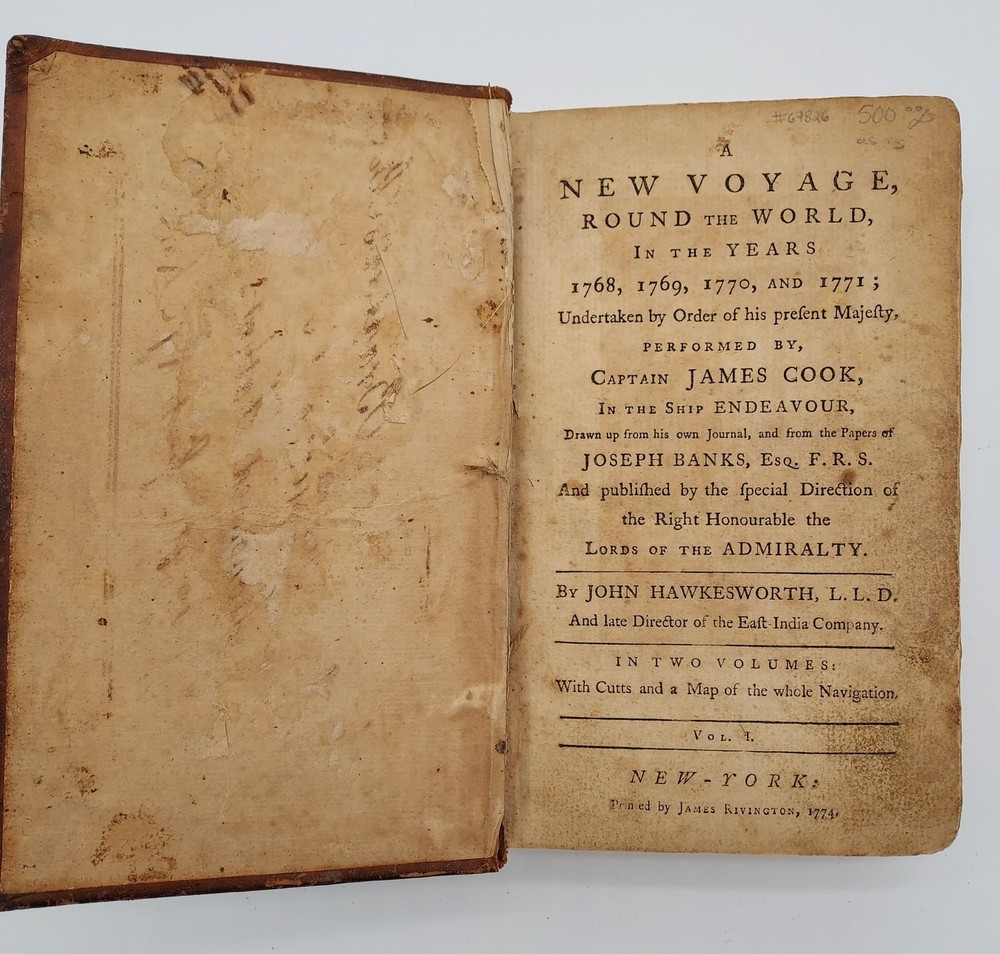 #69826 500
as is
A
NEW VOYAGE,
ROUND THE WORLD,
IN THE YEARS
1768, 1769, 1770, AND 1771;
Undertaken by Order of his preſent Majeſty,
PERFORMED BY,
CAPTAIN JAMES COOK,
IN THE SHIP ENDEAVOUR,
Drawn up from his own Journal, and from the Papers of
JOSEPH BANKS, Esq. F. R. S.
And publiſhed by the ſpecial Direction of
the Right Honourable the
LORDS OF THE ADMIRALTY.
By JOHN HAWKESWORTH, L. L. D.
And late Director of the Eaſt-India Company.
IN TWO VOLUMES:
With Cutts and a Map of the whole Navigation.
VOL. I.
NEW-YORK:
Printed by JAMES RIVINGTON, 1774.